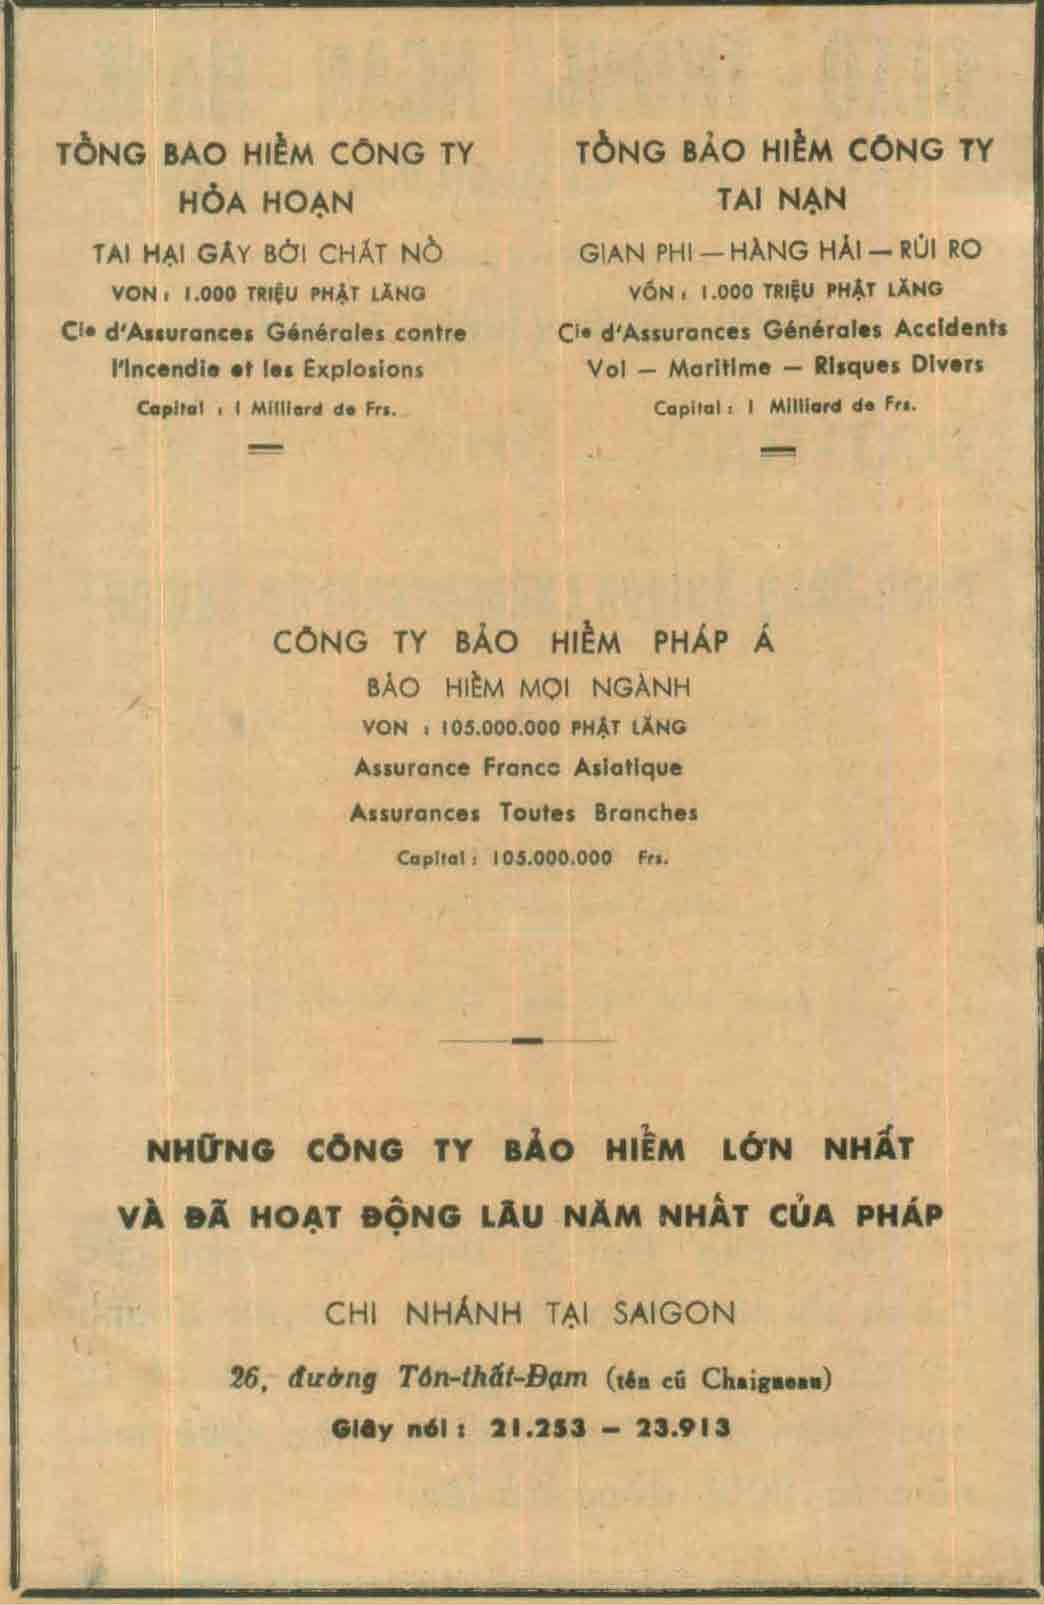 TỔNG BAO HIỂM CÔNG TY
HỎA HOẠN
TAI HẠI GÂY BỞI CHẤT NỔ
VON : 1.000 TRIỆU PHẬT LĂNG
Cie d'Assurances Générales contre
l'Incendie et les Explosions
Capital : 1 Milliard de Frs.
TỔNG BẢO HIỂM CÔNG TY
TAI NẠN
GIAN PHI — HÀNG HẢI — RỦI RO
VỐN : 1.000 TRIỆU PHẬT LĂNG
Cie d'Assurances Générales Accidents
Vol — Maritime — Risques Divers
Capital : 1 Milliard de Frs.
CÔNG TY BẢO HIỂM PHÁP Á
BẢO HIỂM MỌI NGÀNH
VON : 105.000.000 PHẬT LĂNG
Assurance Franco Asiatique
Assurances Toutes Branches
Capital : 105.000.000 Frs.
NHỮNG CÔNG TY BẢO HIỂM LỚN NHẤT
VÀ ĐÃ HOẠT ĐỘNG LÂU NĂM NHẤT CỦA PHÁP
CHI NHÁNH TẠI SAIGON
26, đường Tôn-thất-Đạm (tên cũ Chaigneau)
Giây nói : 21.253 – 23.913